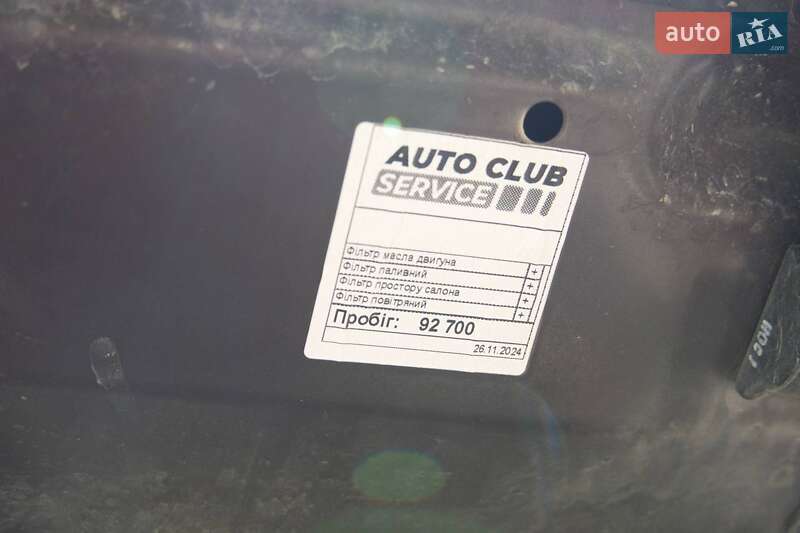 auto RIA.com
AUTO CLUB
SERVICE
Фільтр масла двигуна +
Фільтр паливний +
Фільтр простору салона +
Фільтр повітряний +
Пробіг: 92 700
26.11.2024